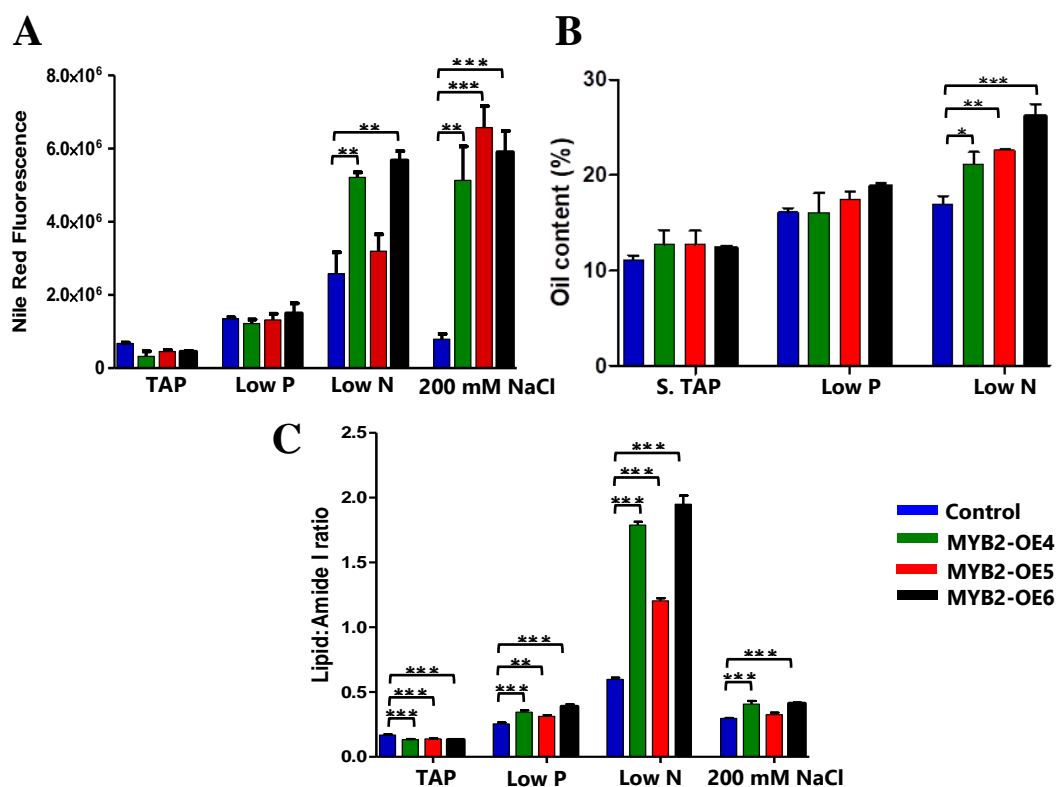 A
Nile Red Fluorescence
8.0x10⁶
6.0x10⁶
4.0x10⁶
2.0x10⁶
0
*** 
***
**
**
**
TAP
Low P
Low N
200 mM NaCl
B
Oil content (%)
30
20
10
0
***
**
*
S. TAP
Low P
Low N
C
Lipid:Amide I ratio
2.5
2.0
1.5
1.0
0.5
0.0
***
***
***
***
**
***
***
***
***
***
***
TAP
Low P
Low N
200 mM NaCl
Control
MYB2-OE4
MYB2-OE5
MYB2-OE6